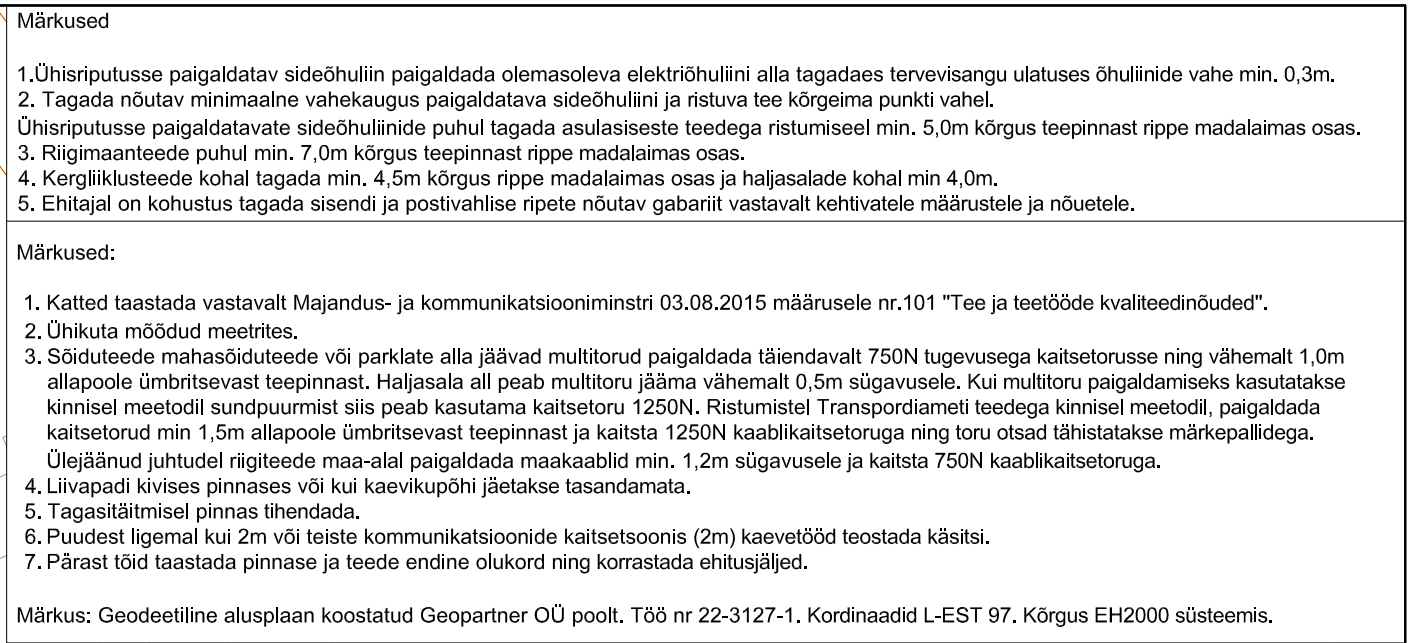 Märkused
1.Ühisriputusse paigaldatav sideõhuliin paigaldada olemasoleva elektriõhuliini alla tagadaes tervevisangu ulatuses õhuliinide vahe min. 0,3m.
2. Tagada nõutav minimaalne vahekaugus paigaldatava sideõhuliini ja ristuva tee kõrgeima punkti vahel.
Ühisriputusse paigaldatavate sideõhuliinide puhul tagada asulasiseste teedega ristumiseel min. 5,0m kõrgus teepinnast rippe madalaimas osas.
3. Riigimaanteede puhul min. 7,0m kõrgus teepinnast rippe madalaimas osas.
4. Kergliiklusteede kohal tagada min. 4,5m kõrgus rippe madalaimas osas ja haljasalade kohal min 4,0m.
5. Ehitajal on kohustus tagada sisendi ja postivahlise ripete nõutav gabariit vastavalt kehtivatele määrustele ja nõuetele.
Märkused:
1. Katted taastada vastavalt Majandus- ja kommunikatsiooniministri 03.08.2015 määrusele nr.101 "Tee ja teetööde kvaliteedinõuded".
2. Ühikuta mõõdud meetrites.
3. Sõiduteede mahasõiduteede või parklate alla jäävad multitorud paigaldada täiendavalt 750N tugevusega kaitsetorusse ning vähemalt 1,0m
allapoole ümbritsevast teepinnast. Haljasala all peab multitoru jääma vähemalt 0,5m sügavusele. Kui multitoru paigaldamiseks kasutatakse
kinnisel meetodil sundpuurmist siis peab kasutama kaitsetoru 1250N. Ristumistel Transpordiameti teedega kinnisel meetodil, paigaldada
kaitsetorud min 1,5m allapoole ümbritsevast teepinnast ja kaitsta 1250N kaablikaitsetoruga ning toru otsad tähistatakse märkepallidega.
Ülejäänud juhtudel riigiteede maa-alal paigaldada maakaablid min. 1,2m sügavusele ja kaitsta 750N kaablikaitsetoruga.
4. Liivapadi kivises pinnases või kui kaevikupõhi jäetakse tasandamata.
5. Tagasitäitmisel pinnas tihendada.
6. Puudest ligemal kui 2m või teiste kommunikatsioonide kaitsetsoonis (2m) kaevetööd teostada käsitsi.
7. Pärast tõid taastada pinnase ja teede endine olukord ning korrastada ehitusjäljed.
Märkus: Geodeetiline alusplaan koostatud Geopartner OÜ poolt. Töö nr 22-3127-1. Kordinaadid L-EST 97. Kõrgus EH2000 süsteemis.